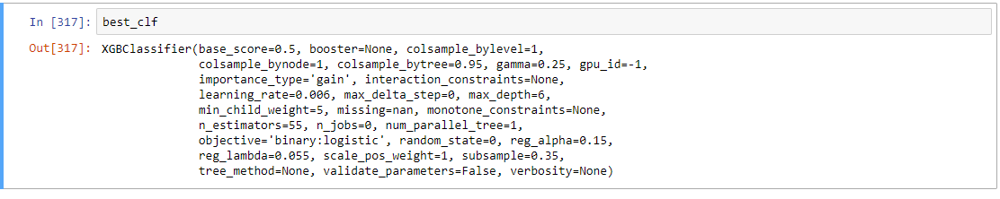 In [317]: best_clf
Out[317]: XGBClassifier(base_score=0.5, booster=None, colsample_bylevel=1,
colsample_bynode=1, colsample_bytree=0.95, gamma=0.25, gpu_id=-1,
importance_type='gain', interaction_constraints=None,
learning_rate=0.006, max_delta_step=0, max_depth=6,
min_child_weight=5, missing=nan, monotone_constraints=None,
n_estimators=55, n_jobs=0, num_parallel_tree=1,
objective='binary:logistic', random_state=0, reg_alpha=0.15,
reg_lambda=0.055, scale_pos_weight=1, subsample=0.35,
tree_method=None, validate_parameters=False, verbosity=None)